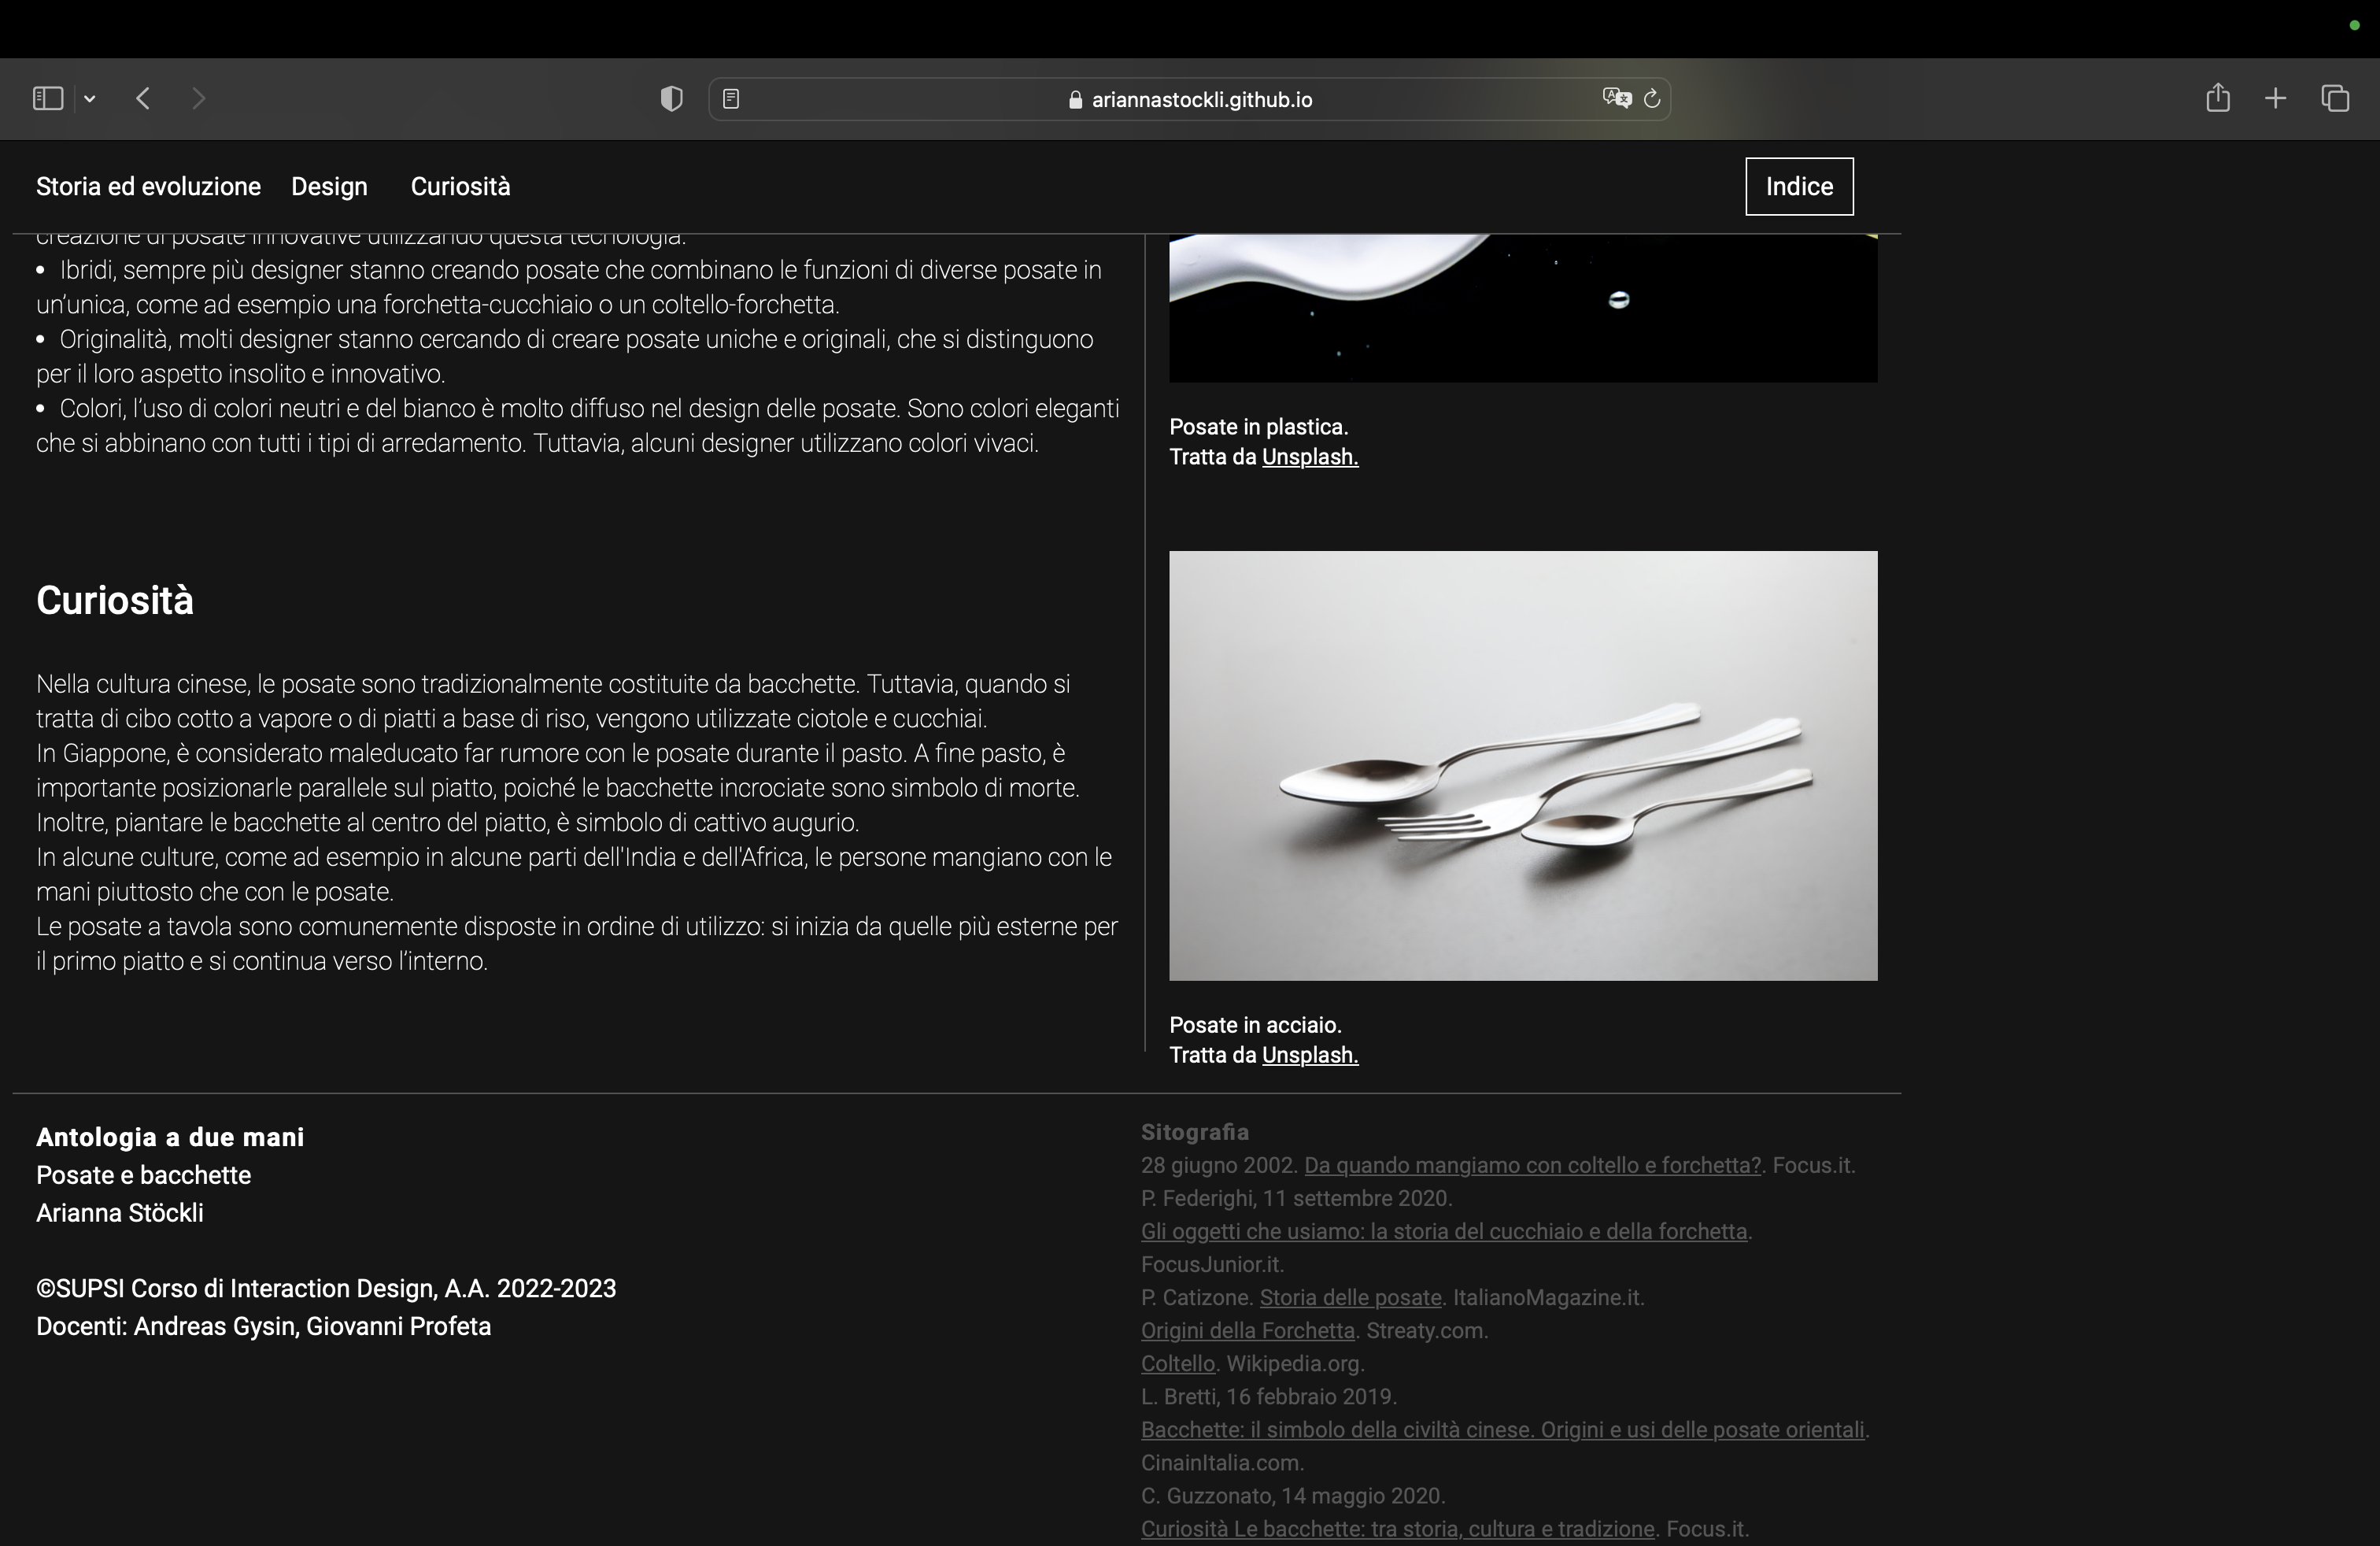 ariannastockli.github.io
Storia ed evoluzione
Design
Curiosità
Indice
creazione di posate innovative utilizzando questa tecnologia.
• Ibridi, sempre più designer stanno creando posate che combinano le funzioni di diverse posate in
un’unica, come ad esempio una forchetta-cucchiaio o un coltello-forchetta.
• Originalità, molti designer stanno cercando di creare posate uniche e originali, che si distinguono
per il loro aspetto insolito e innovativo.
• Colori, l’uso di colori neutri e del bianco è molto diffuso nel design delle posate. Sono colori eleganti
che si abbinano con tutti i tipi di arredamento. Tuttavia, alcuni designer utilizzano colori vivaci.
Curiosità
Nella cultura cinese, le posate sono tradizionalmente costituite da bacchette. Tuttavia, quando si
tratta di cibo cotto a vapore o di piatti a base di riso, vengono utilizzate ciotole e cucchiai.
In Giappone, è considerato maleducato far rumore con le posate durante il pasto. A fine pasto, è
importante posizionarle parallele sul piatto, poiché le bacchette incrociate sono simbolo di morte.
Inoltre, piantare le bacchette al centro del piatto, è simbolo di cattivo augurio.
In alcune culture, come ad esempio in alcune parti dell'India e dell'Africa, le persone mangiano con le
mani piuttosto che con le posate.
Le posate a tavola sono comunemente disposte in ordine di utilizzo: si inizia da quelle più esterne per
il primo piatto e si continua verso l’interno.
Posate in plastica.
Tratta da Unsplash.
Posate in acciaio.
Tratta da Unsplash.
Antologia a due mani
Posate e bacchette
Arianna Stöckli
©SUPSI Corso di Interaction Design, A.A. 2022-2023
Docenti: Andreas Gysin, Giovanni Profeta
Sitografia
28 giugno 2002. Da quando mangiamo con coltello e forchetta?. Focus.it.
P. Federighi, 11 settembre 2020.
Gli oggetti che usiamo: la storia del cucchiaio e della forchetta.
FocusJunior.it.
P. Catizone. Storia delle posate. ItalianoMagazine.it.
Origini della Forchetta. Streaty.com.
Coltello. Wikipedia.org.
L. Bretti, 16 febbraio 2019.
Bacchette: il simbolo della civiltà cinese. Origini e usi delle posate orientali.
CinainItalia.com.
C. Guzzonato, 14 maggio 2020.
Curiosità Le bacchette: tra storia, cultura e tradizione. Focus.it.